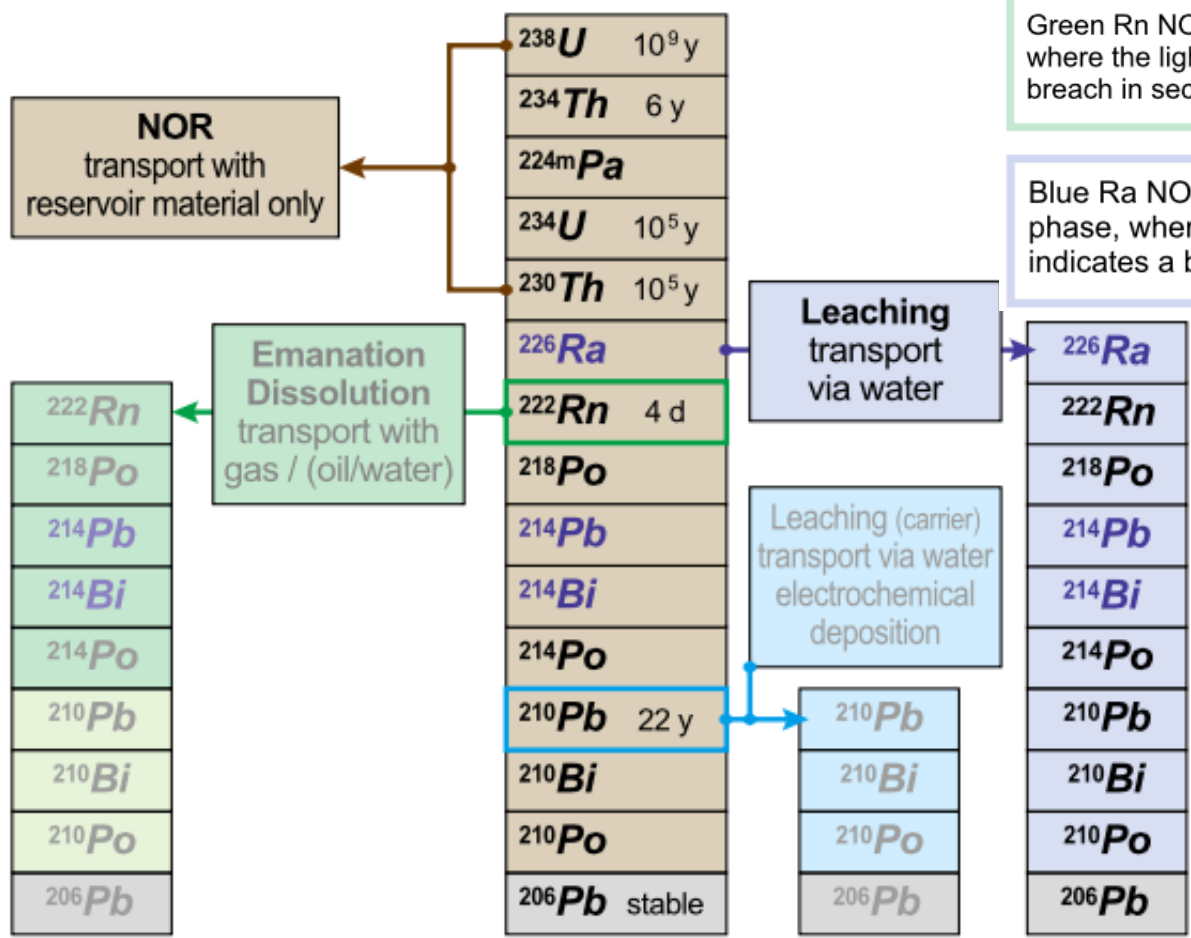 Green Rn NO
where the ligh
breach in sec
Blue Ra NO
phase, wher
indicates a b
NOR
transport with
reservoir material only
238U 10⁹ y
234Th 6 y
224mPa
234U 10⁵ y
230Th 10⁵ y
226Ra
222Rn 4 d
218Po
214Pb
214Bi
214Po
210Pb 22 y
210Bi
210Po
206Pb stable
Emanation
Dissolution
transport with
gas / (oil/water)
222Rn
218Po
214Pb
214Bi
214Po
210Pb
210Bi
210Po
206Pb
Leaching
transport
via water
Leaching (carrier)
transport via water
electrochemical
deposition
210Pb
210Bi
210Po
206Pb
226Ra
222Rn
218Po
214Pb
214Bi
214Po
210Pb
210Bi
210Po
206Pb